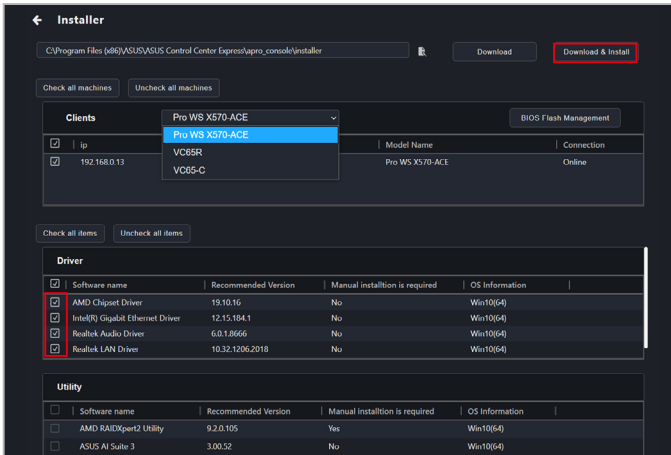 Installer
C:\Program Files (x86)\ASUS\ASUS Control Center Express\apro_console\installer Download Download & Install
Check all machines Uncheck all machines
Clients Pro WS X570-ACE BIOS Flash Management
Pro WS X570-ACE
ip Model Name Connection
VC65R
192.168.0.13 Pro WS X570-ACE Online
VC65-C
Check all items Uncheck all items
Driver
Software name Recommended Version Manual installtion is required OS Information
AMD Chipset Driver 19.10.16 No Win10(64)
Intel(R) Gigabit Ethernet Driver 12.15.184.1 No Win10(64)
Realtek Audio Driver 6.0.1.8666 No Win10(64)
Realtek LAN Driver 10.32.1206.2018 No Win10(64)
Utility
Software name Recommended Version Manual installtion is required OS Information
AMD RAIDXpert2 Utility 9.2.0.105 Yes Win10(64)
ASUS AI Suite 3 3.00.52 No Win10(64)